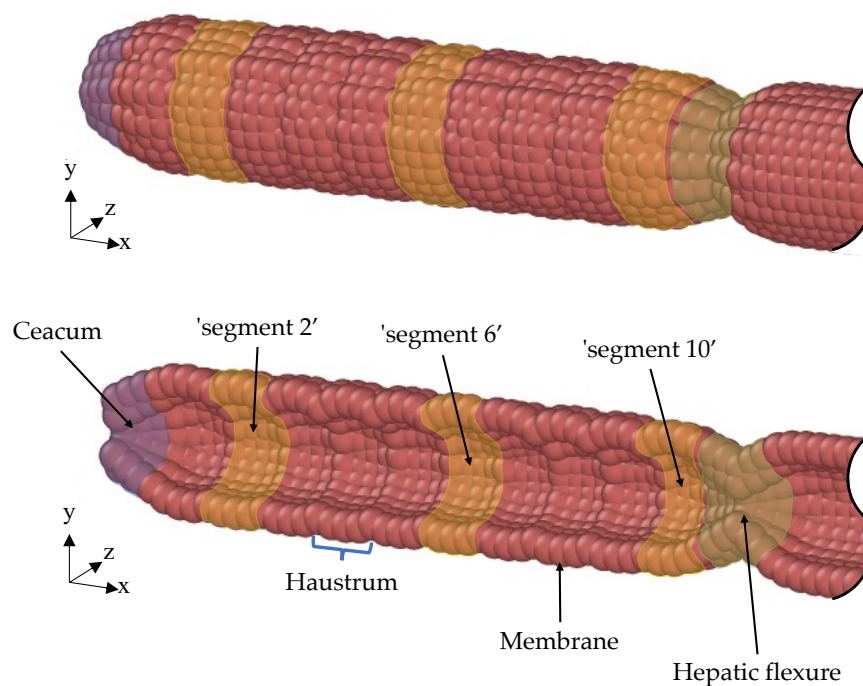 y
z
x
Ceacum
'segment 2’
'segment 6’
'segment 10’
y
z
x
Haustrum
Membrane
Hepatic flexure